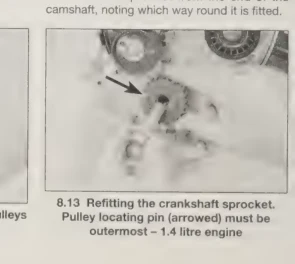 camshaft, noting which way round it is fitted.
8.13 Refitting the crankshaft sprocket.
Pulley locating pin (arrowed) must be
outermost – 1.4 litre engine